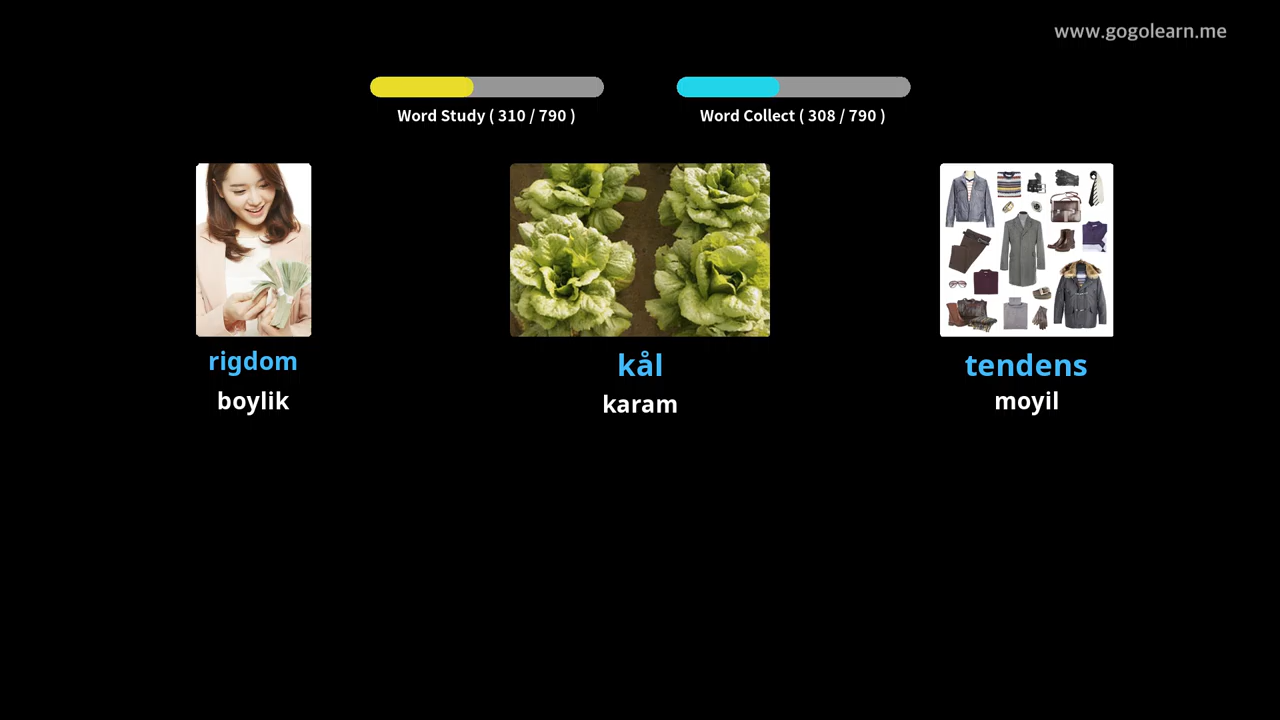 www.gogolearn.me
Word Study ( 310 / 790 )
Word Collect ( 308 / 790 )
rigdom
boylik
kål
karam
tendens
moyil